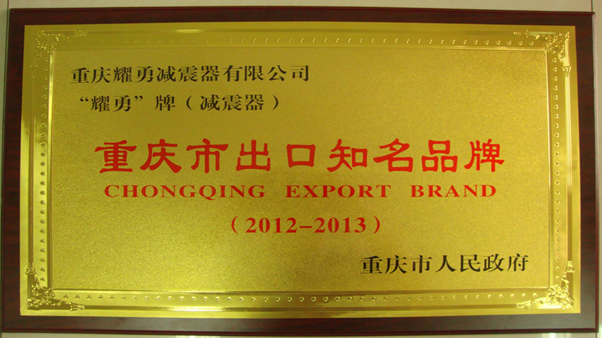 重庆耀勇减震器有限公司
“耀勇”牌（减震器）
重庆市出口知名品牌
CHONGQING EXPORT BRAND
（2012-2013）
重庆市人民政府